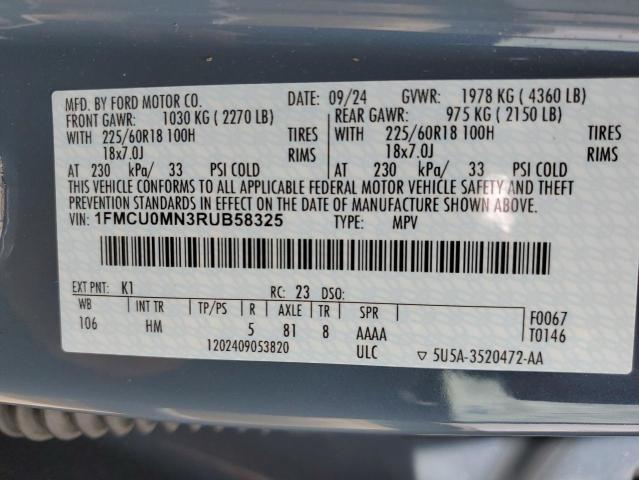 MFD. BY FORD MOTOR CO. DATE: 09/24 GVWR: 1978 KG ( 4360 LB)
FRONT GAWR: 1030 KG ( 2270 LB) REAR GAWR: 975 KG ( 2150 LB)
WITH 225/60R18 100H TIRES WITH 225/60R18 100H TIRES
18x7.0J RIMS 18x7.0J RIMS
AT 230 kPa/ 33 PSI COLD AT 230 kPa/ 33 PSI COLD
THIS VEHICLE CONFORMS TO ALL APPLICABLE FEDERAL MOTOR VEHICLE SAFETY AND THEFT
PREVENTION STANDARDS IN EFFECT ON THE DATE OF MANUFACTURE SHOWN ABOVE.
VIN: 1FMCU0MN3RUB58325 TYPE: MPV
EXT PNT: K1 RC: 23 DSO:
WB INT TR TP/PS R AXLE TR SPR F0067
106 HM 5 81 8 AAAA T0146
1202409053820 ULC ▽ 5U5A-3520472-AA